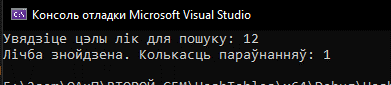 Консоль отладки Microsoft Visual Studio
Увядзіце цэлы лік для пошуку: 12
Лічба знойдзена. Колькасць параўнанняў: 1